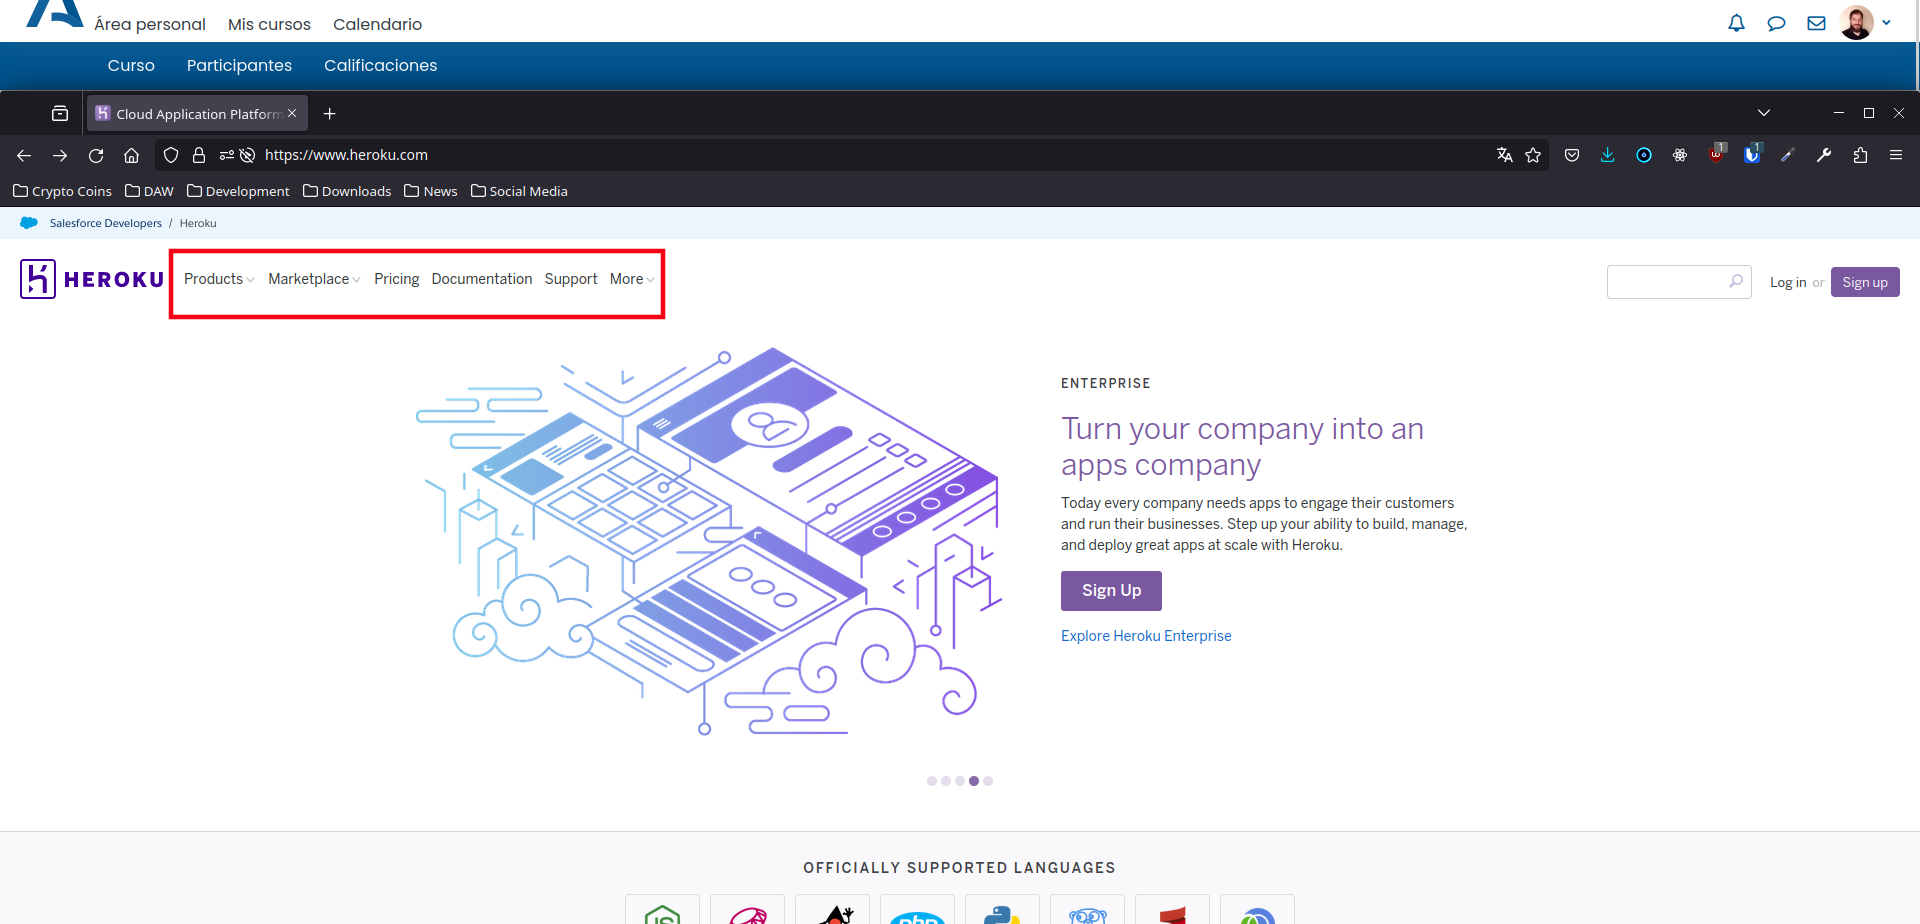 Área personal Mis cursos Calendario
Curso Participantes Calificaciones
Cloud Application Platform
https://www.heroku.com
1 1
Crypto Coins DAW Development Downloads News Social Media
Salesforce Developers / Heroku
HEROKU Products Marketplace Pricing Documentation Support More
Log in or Sign up
ENTERPRISE
Turn your company into an
apps company
Today every company needs apps to engage their customers
and run their businesses. Step up your ability to build, manage,
and deploy great apps at scale with Heroku.
Sign Up
Explore Heroku Enterprise
OFFICIALLY SUPPORTED LANGUAGES
JS
php